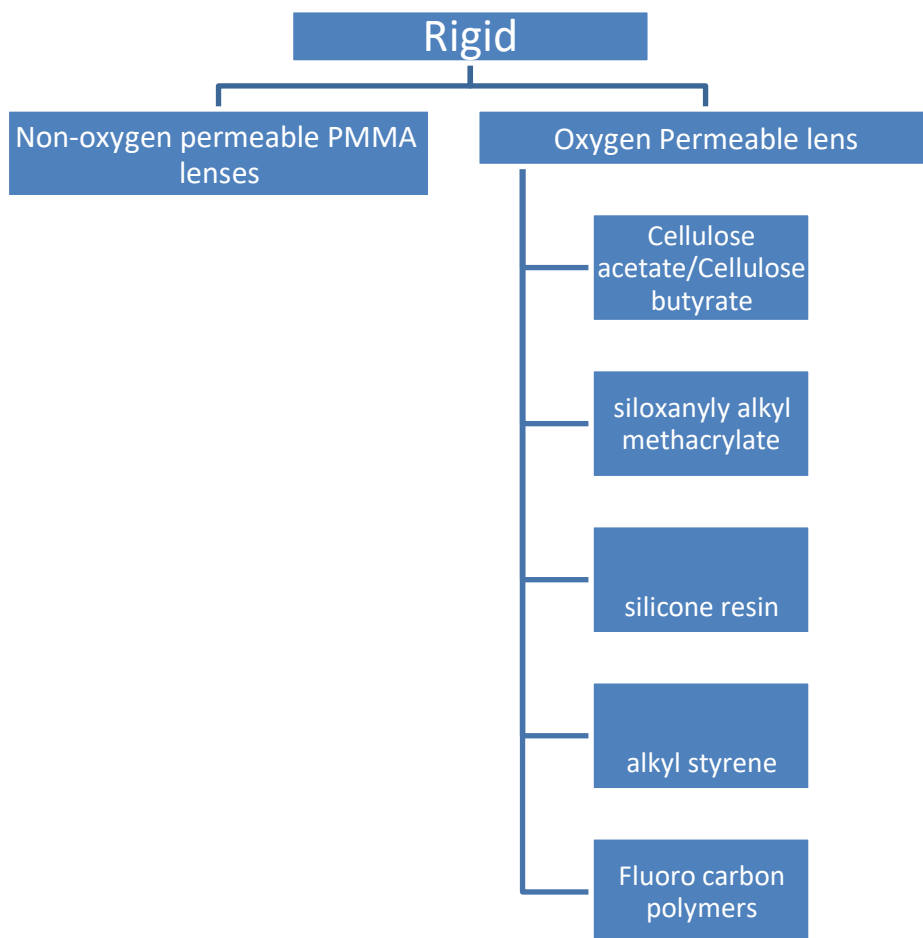 Rigid
Non-oxygen permeable PMMA
lenses
Oxygen Permeable lens
Cellulose
acetate/Cellulose
butyrate
siloxanyly alkyl
methacrylate
silicone resin
alkyl styrene
Fluoro carbon
polymers